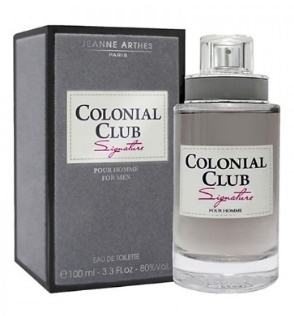 JEANNE ARTHES
PARIS
COLONIAL
CLUB
Signature
POUR HOMME
FOR MEN
EAU DE TOILETTE
℮100 ml - 3.3 Fl.oz - 80%Vol.
COLONIAL
CLUB
Signature
POUR HOMME